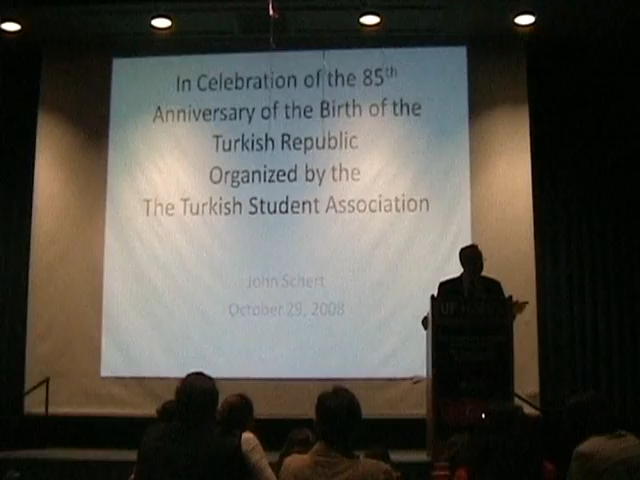 In Celebration of the 85th
Anniversary of the Birth of the
Turkish Republic
Organized by the
The Turkish Student Association
John Schert
October 29, 2008